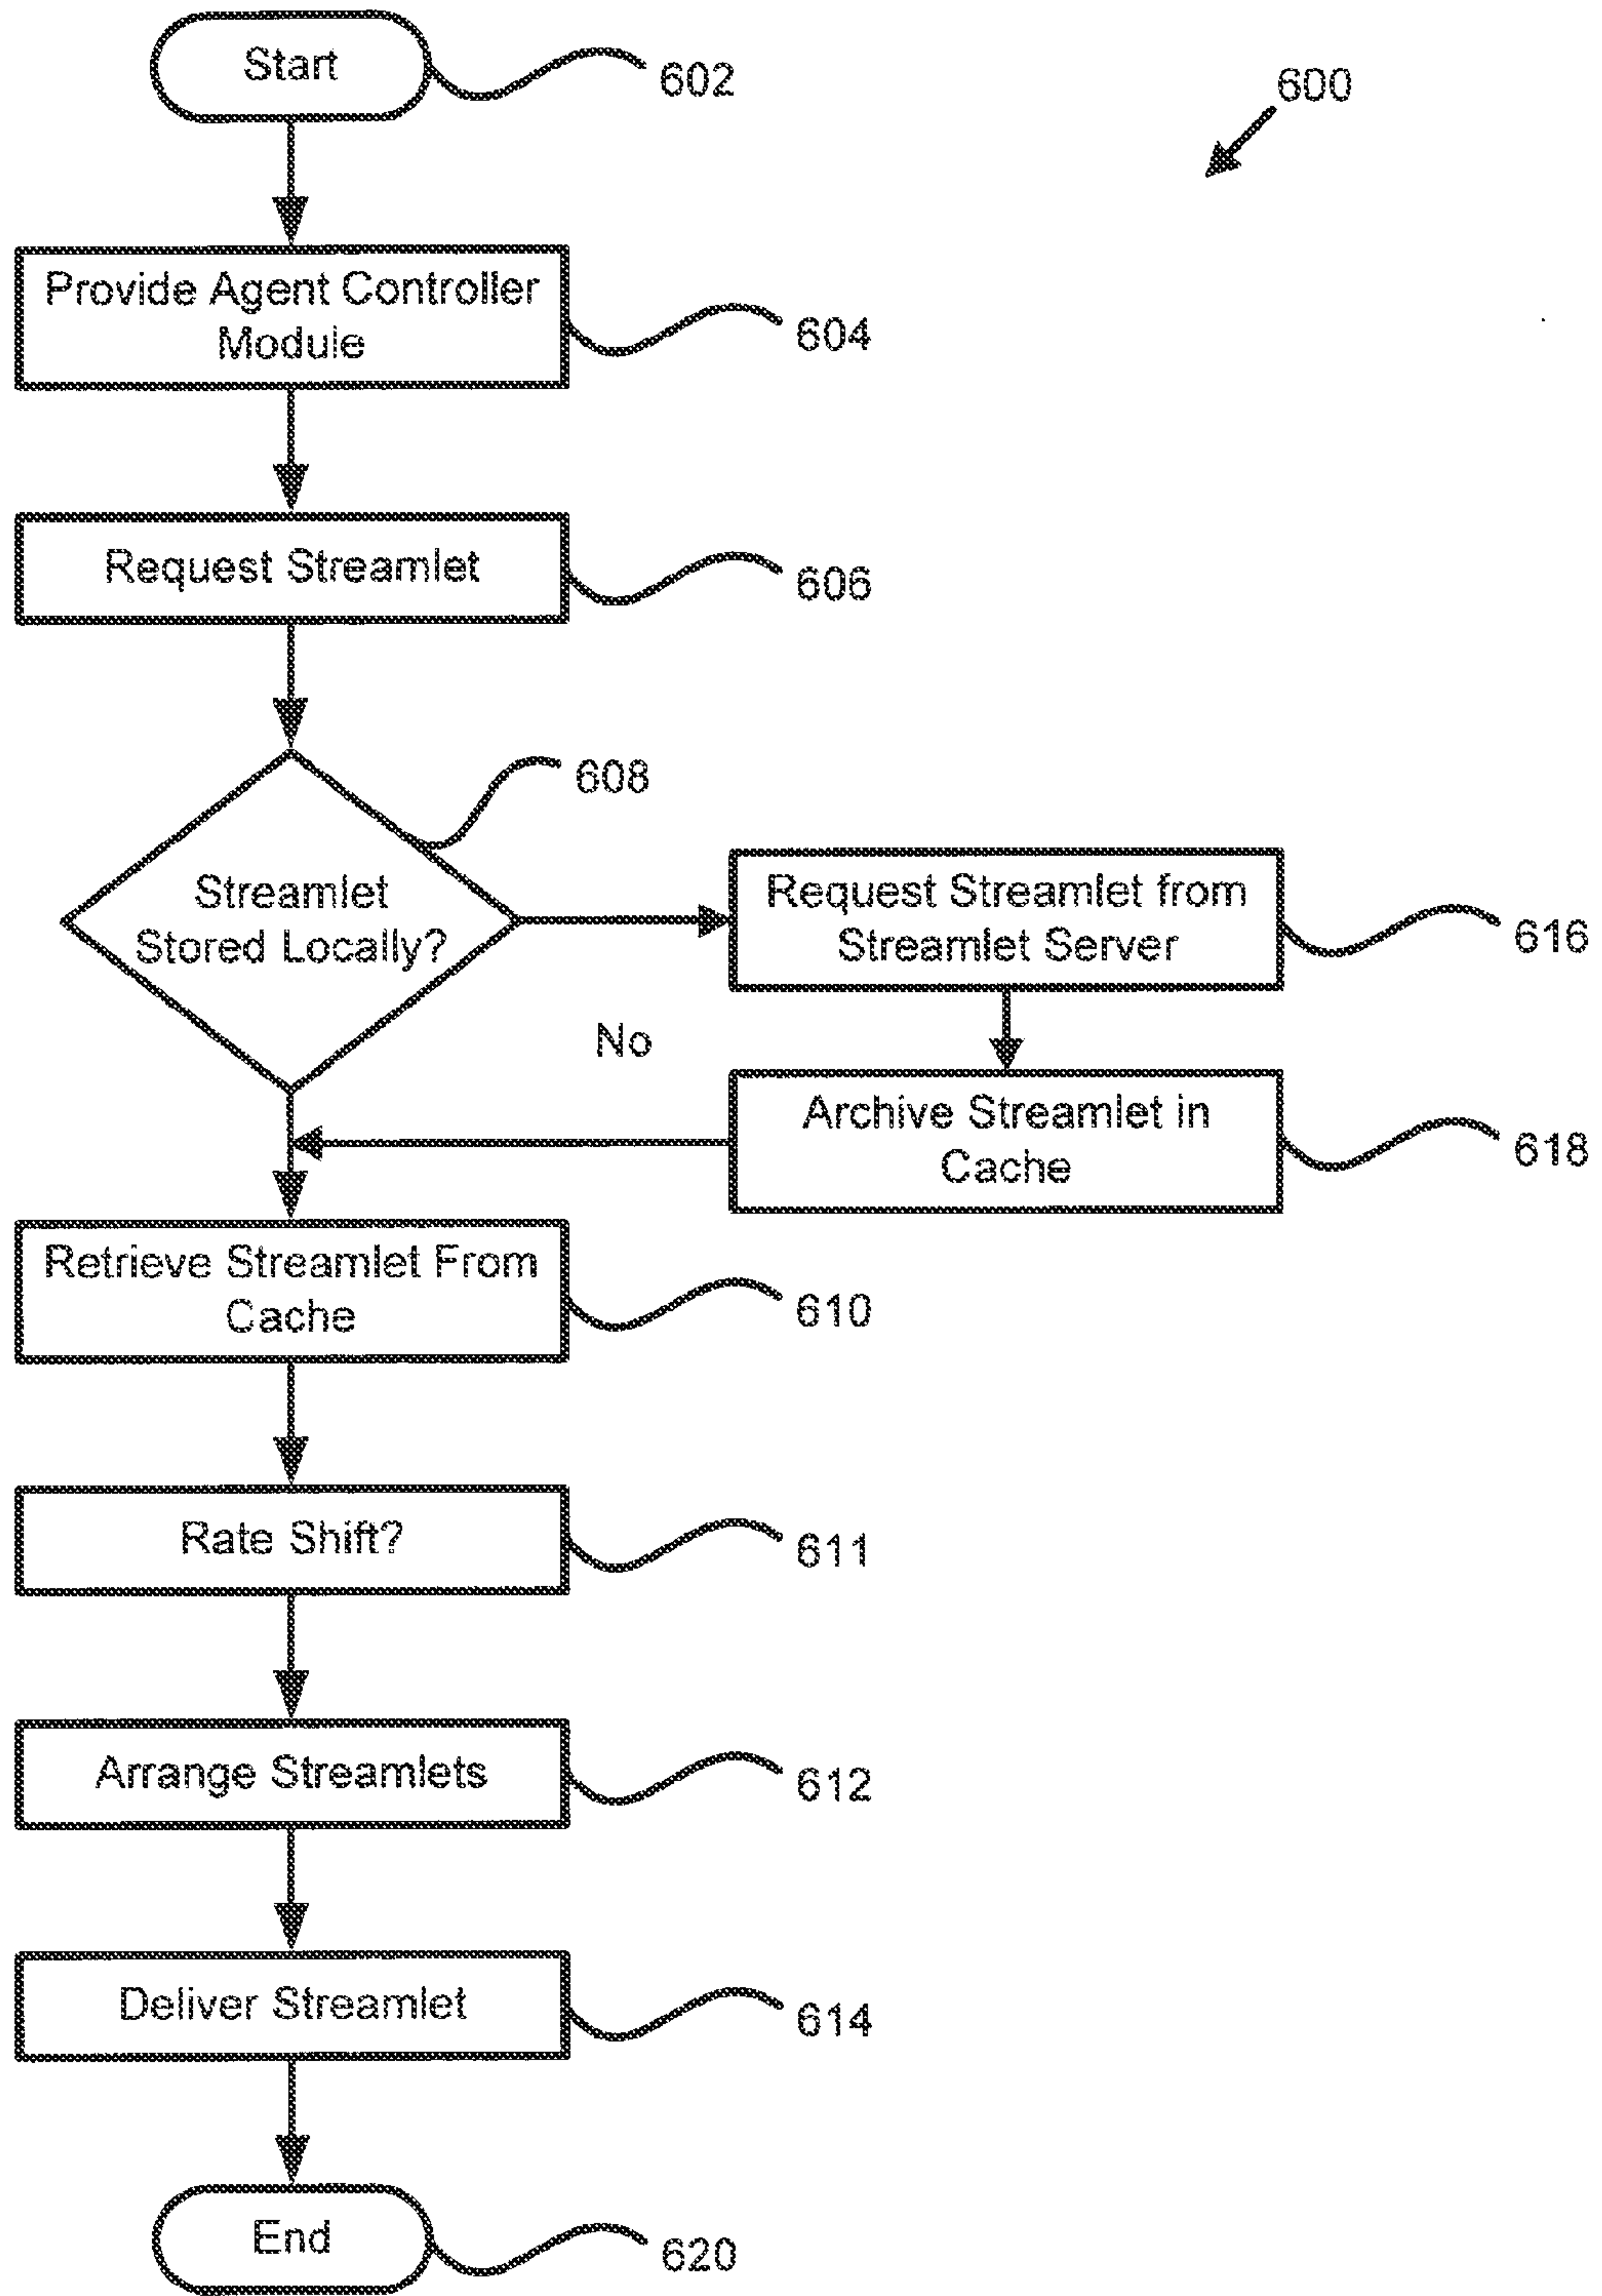 Start
602
600
Provide Agent Controller
Module
604
Request Streamlet
606
608
Streamlet
Stored Locally?
Request Streamlet from
Streamlet Server
616
No
Archive Streamlet in
Cache
618
Retrieve Streamlet From
Cache
610
Rate Shift?
611
Arrange Streamlets
612
Deliver Streamlet
614
End
620